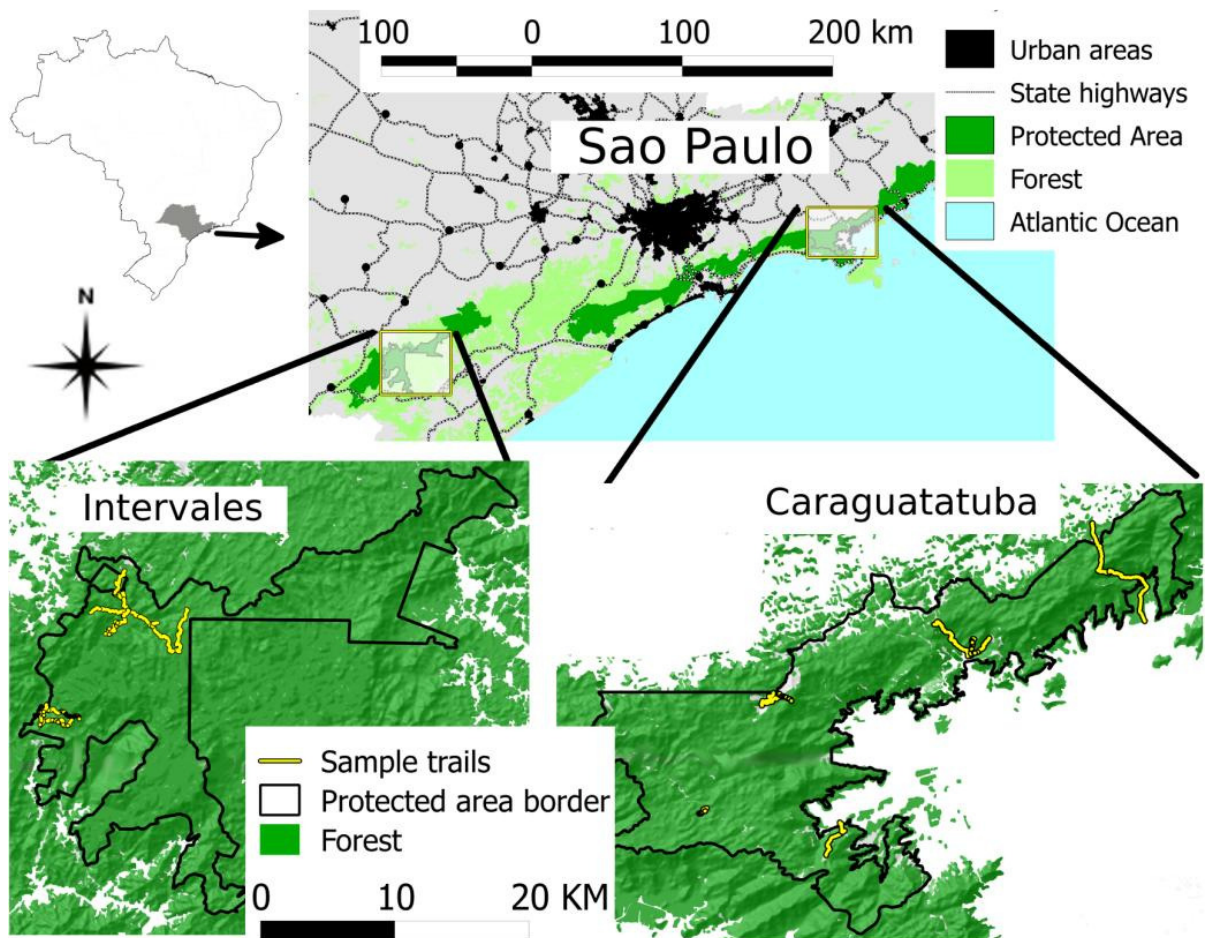 100 0 100 200 km
Urban areas
State highways
Protected Area
Forest
Atlantic Ocean
Sao Paulo
N
Intervales
Caraguatatuba
Sample trails
Protected area border
Forest
0 10 20 KM